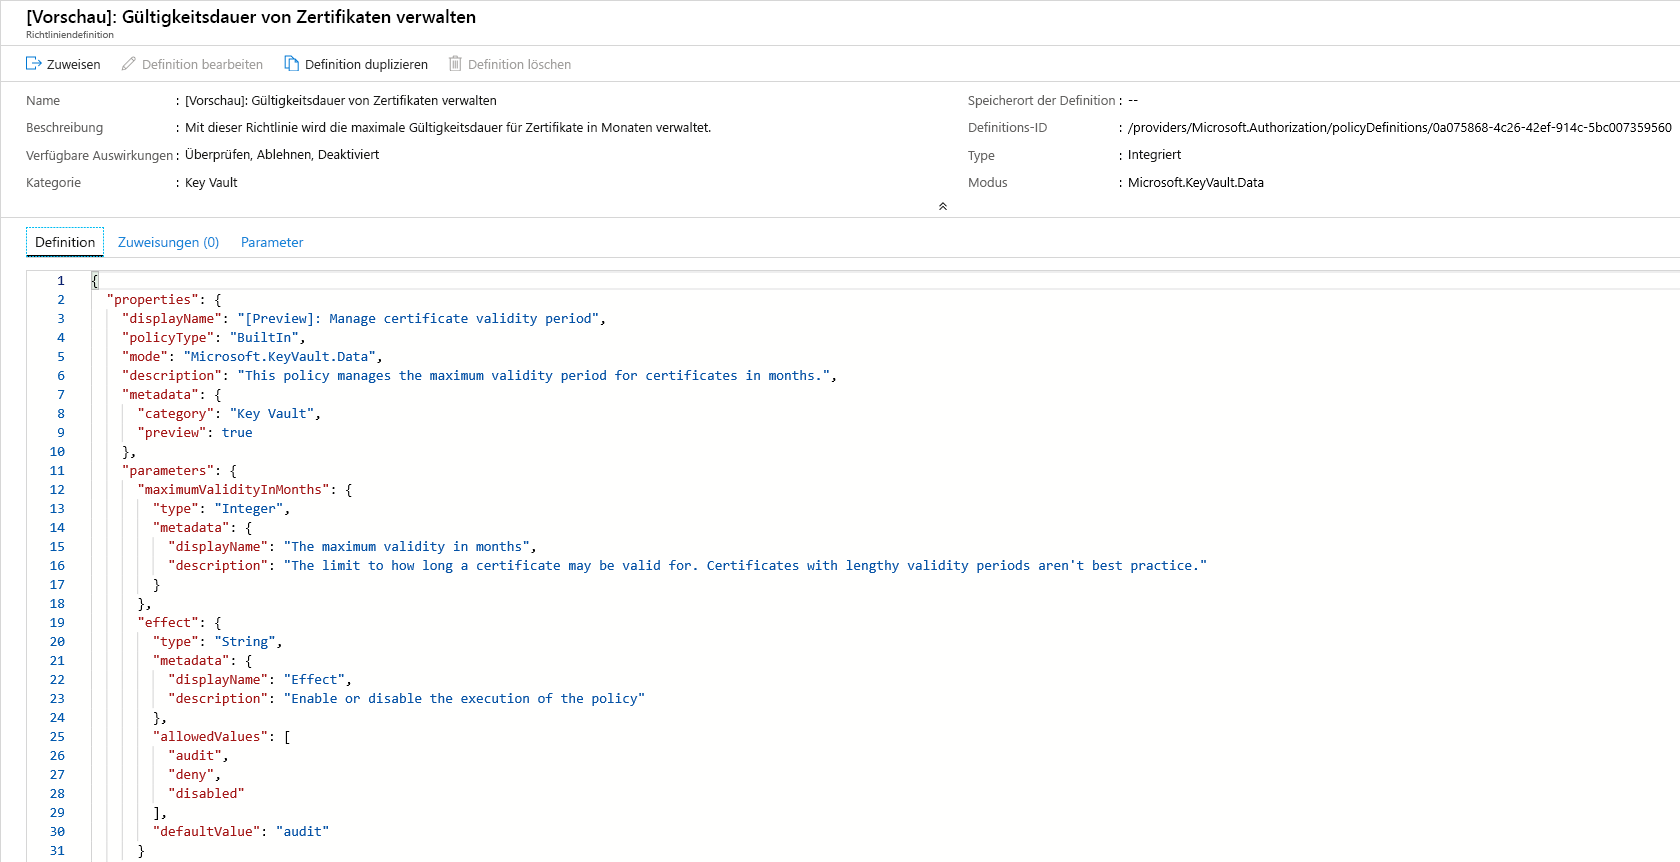 [Vorschau]: Gültigkeitsdauer von Zertifikaten verwalten
Richtliniendefinition
Zuweisen Definition bearbeiten Definition duplizieren Definition löschen
Name : [Vorschau]: Gültigkeitsdauer von Zertifikaten verwalten Speicherort der Definition : --
Beschreibung : Mit dieser Richtlinie wird die maximale Gültigkeitsdauer für Zertifikate in Monaten verwaltet. Definitions-ID : /providers/Microsoft.Authorization/policyDefinitions/0a075868-4c26-42ef-914c-5bc007359560
Verfügbare Auswirkungen : Überprüfen, Ablehnen, Deaktiviert Type : Integriert
Kategorie : Key Vault Modus : Microsoft.KeyVault.Data
Definition Zuweisungen (0) Parameter
1 {
2 "properties": {
3 "displayName": "[Preview]: Manage certificate validity period",
4 "policyType": "BuiltIn",
5 "mode": "Microsoft.KeyVault.Data",
6 "description": "This policy manages the maximum validity period for certificates in months.",
7 "metadata": {
8 "category": "Key Vault",
9 "preview": true
10 },
11 "parameters": {
12 "maximumValidityInMonths": {
13 "type": "Integer",
14 "metadata": {
15 "displayName": "The maximum validity in months",
16 "description": "The limit to how long a certificate may be valid for. Certificates with lengthy validity periods aren't best practice."
17 }
18 },
19 "effect": {
20 "type": "String",
21 "metadata": {
22 "displayName": "Effect",
23 "description": "Enable or disable the execution of the policy"
24 },
25 "allowedValues": [
26 "audit",
27 "deny",
28 "disabled"
29 ],
30 "defaultValue": "audit"
31 }